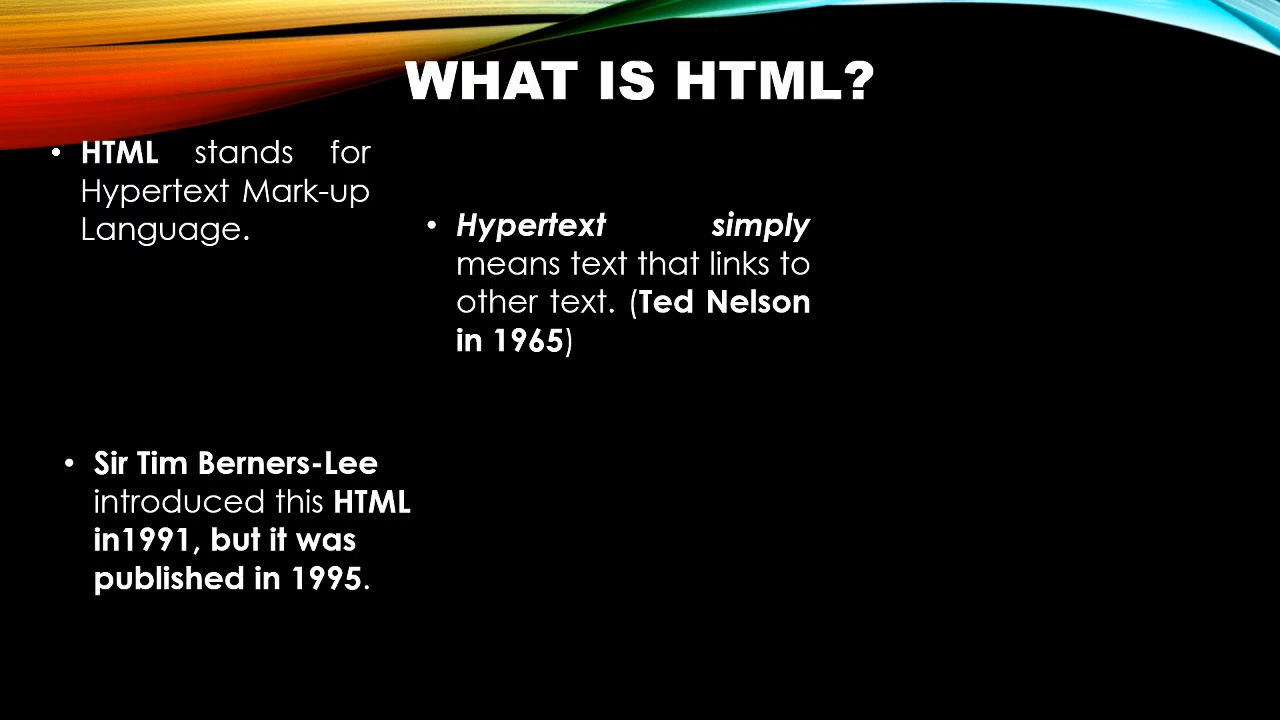 WHAT IS HTML?
• HTML stands for
Hypertext Mark-up
Language.
• Hypertext simply
means text that links to
other text. (Ted Nelson
in 1965)
• Sir Tim Berners-Lee
introduced this HTML
in1991, but it was
published in 1995.